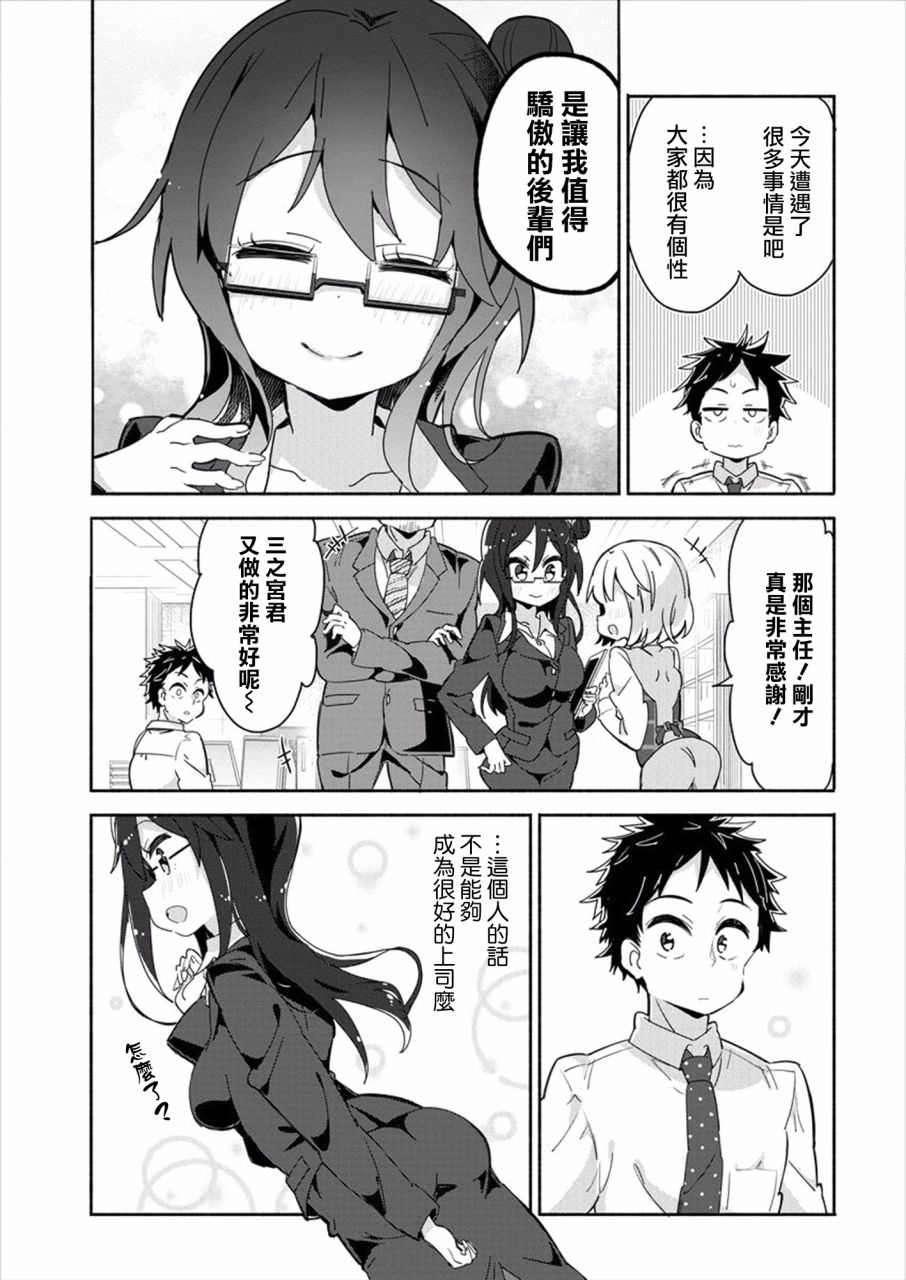 今天遭遇了
很多事情是吧
…因為
大家都很有個性
是讓我值得
驕傲的後輩們
那個主任！剛才
真是非常感謝！
三之宮君
又做的非常好呢～
…這個人的話
不是能夠
成為很好的上司麼
怎麼了？